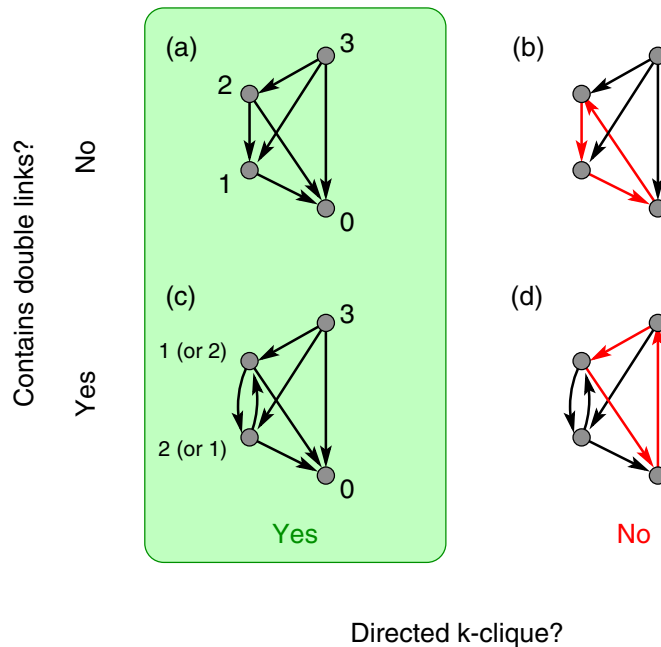 (a)
3
(b)
2
1
0
Contains double links?
No
(c)
3
(d)
1 (or 2)
2 (or 1)
0
Yes
Yes
No
Directed k-clique?